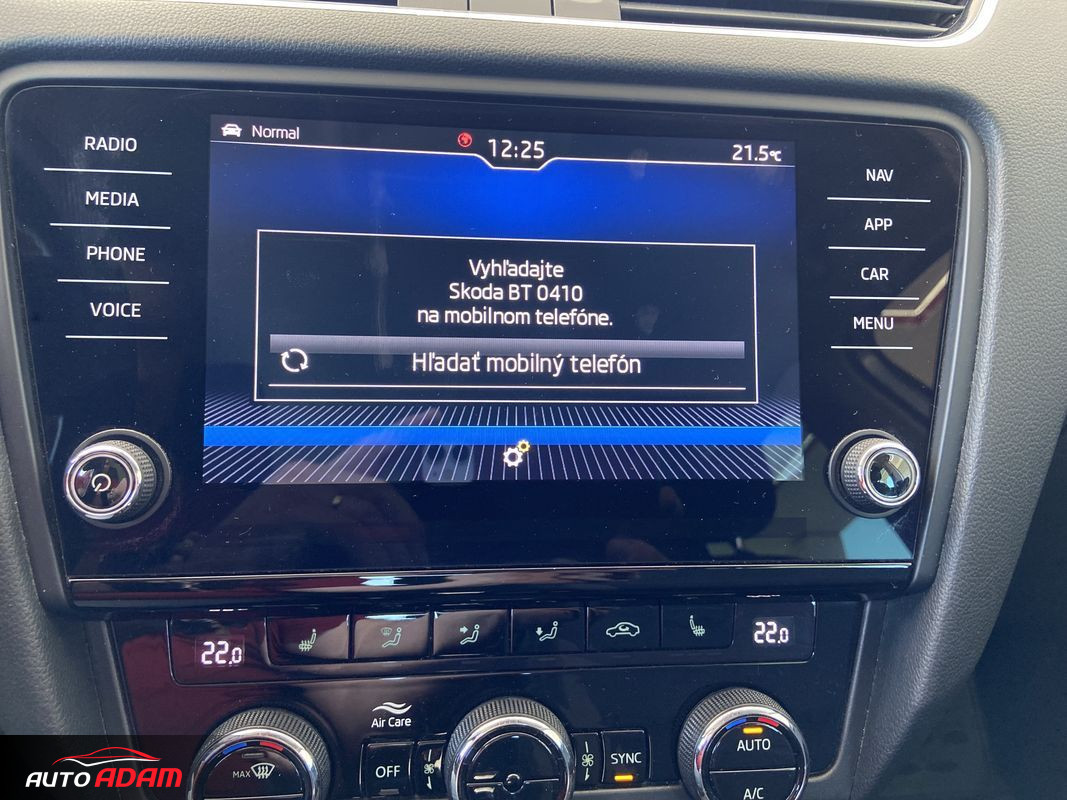 Normal
12:25
21.5°C
RADIO
MEDIA
PHONE
VOICE
NAV
APP
CAR
MENU
Vyhľadajte
Skoda BT 0410
na mobilnom telefóne.
Hľadať mobilný telefón
22.0
22.0
Air Care
MAX
OFF
SYNC
AUTO
A/C
AUTO ADAM